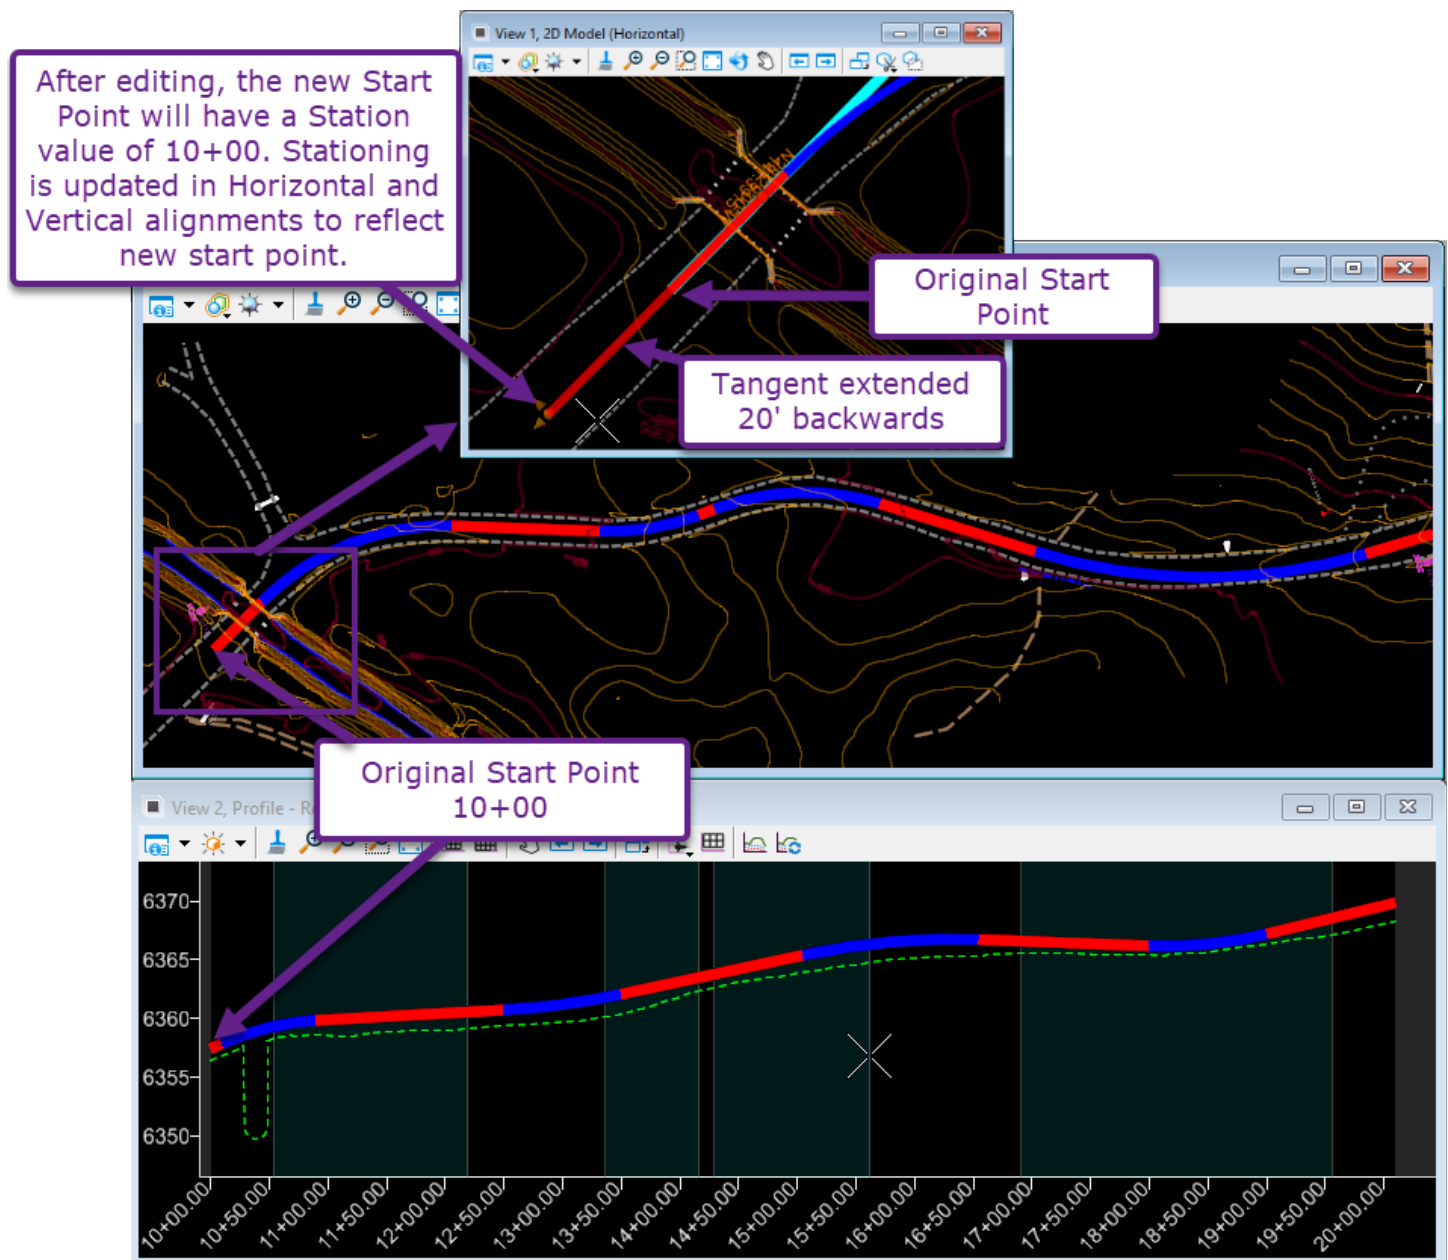 View 1, 2D Model (Horizontal)
After editing, the new Start
Point will have a Station
value of 10+00. Stationing
is updated in Horizontal and
Vertical alignments to reflect
new start point.
Original Start
Point
Tangent extended
20' backwards
Original Start Point
10+00
View 2, Profile - R
6370
6365
6360
6355
6350
10+00.00
10+50.00
11+00.00
11+50.00
12+00.00
12+50.00
13+00.00
13+50.00
14+00.00
14+50.00
15+00.00
15+50.00
16+00.00
16+50.00
17+00.00
17+50.00
18+00.00
18+50.00
19+00.00
19+50.00
20+00.00